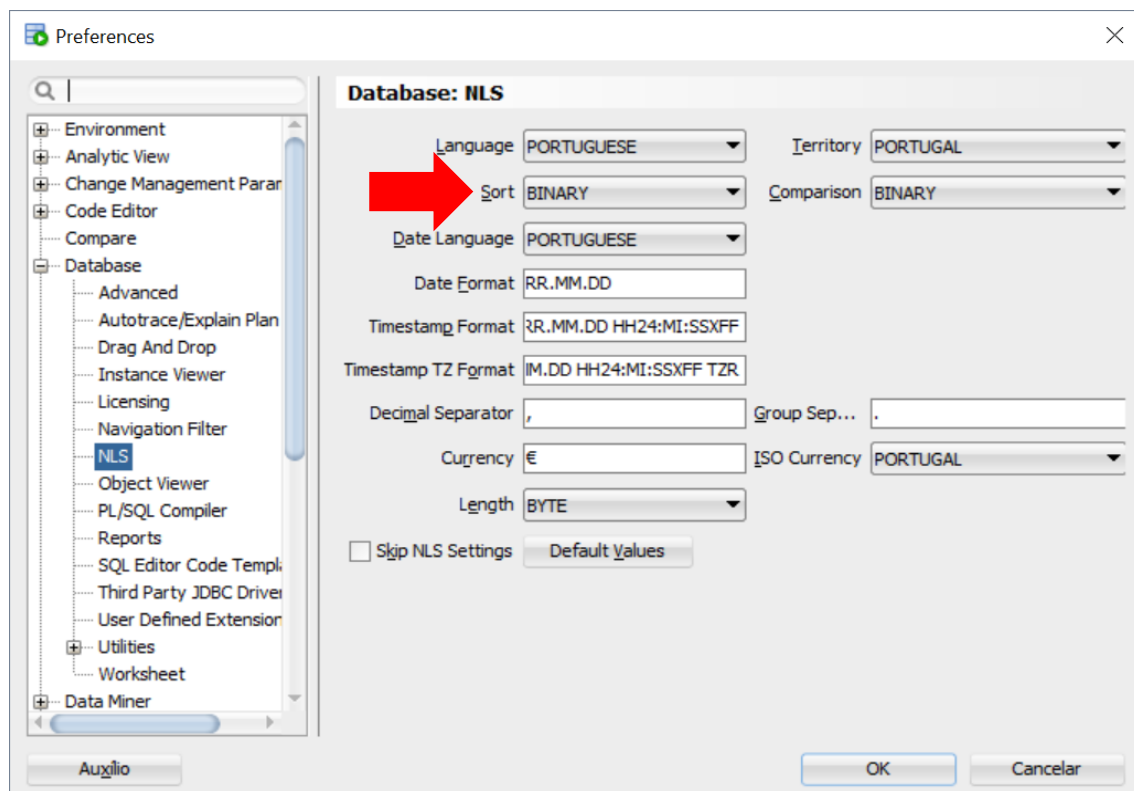 Preferences
Environment
Analytic View
Change Management Parar
Code Editor
Compare
Database
Advanced
Autotrace/Explain Plan
Drag And Drop
Instance Viewer
Licensing
Navigation Filter
NLS
Object Viewer
PL/SQL Compiler
Reports
SQL Editor Code Templa
Third Party JDBC Driver
User Defined Extension
Utilities
Worksheet
Data Miner
Database: NLS
Language PORTUGUESE Territory PORTUGAL
Sort BINARY Comparison BINARY
Date Language PORTUGUESE
Date Format RR.MM.DD
Timestamp Format RR.MM.DD HH24:MI:SSXFF
Timestamp TZ Format M.DD HH24:MI:SSXFF TZR
Decimal Separator , Group Sep... .
Currency € ISO Currency PORTUGAL
Length BYTE
Skip NLS Settings Default Values
Auxílio OK Cancelar